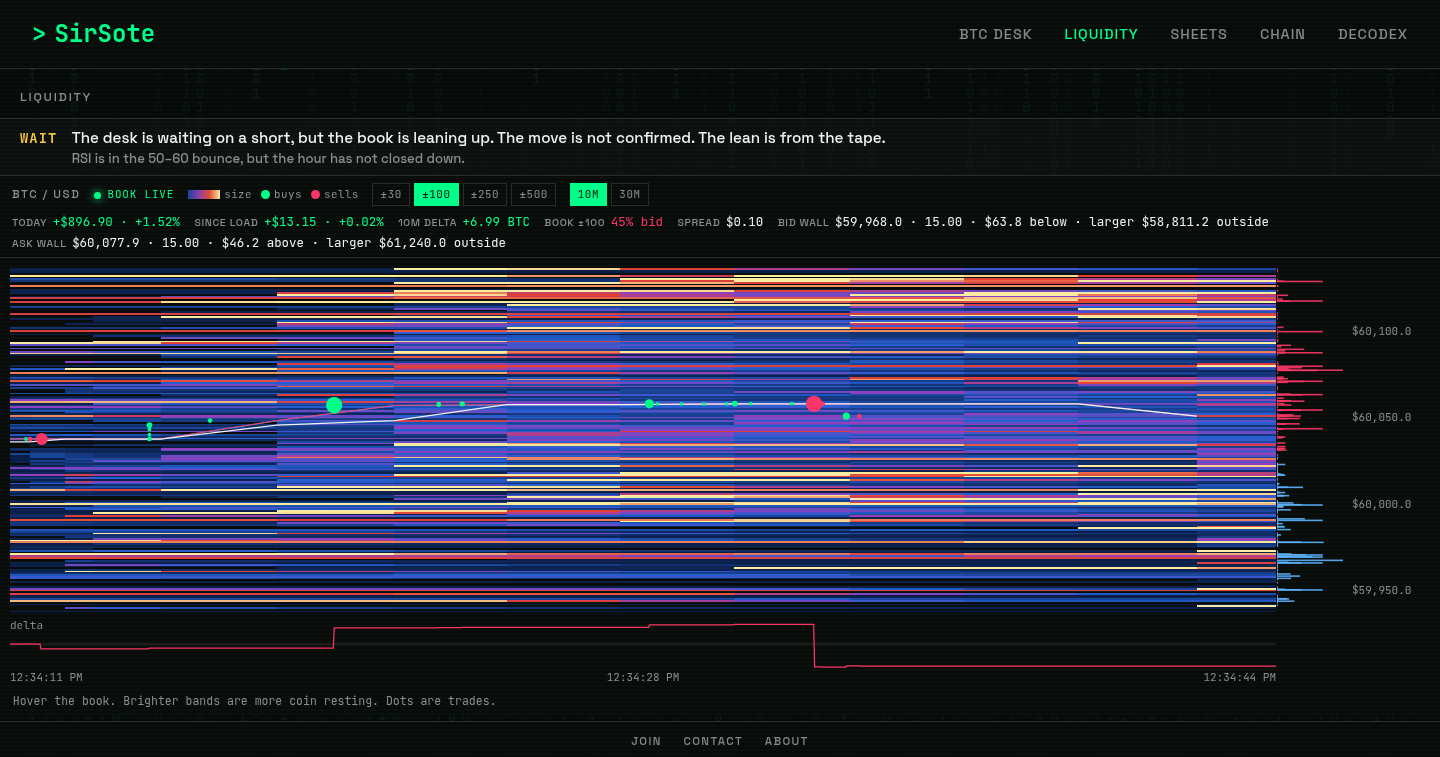 > SirSote
BTC DESK LIQUIDITY SHEETS CHAIN DECODEX
LIQUIDITY
WAIT The desk is waiting on a short, but the book is leaning up. The move is not confirmed. The lean is from the tape.
RSI is in the 50–60 bounce, but the hour has not closed down.
BTC / USD BOOK LIVE size buys sells ±30 ±100 ±250 ±500 10M 30M
TODAY +$896.90 · +1.52% SINCE LOAD +$13.15 · +0.02% 10M DELTA +6.99 BTC BOOK ±100 45% bid SPREAD $0.10 BID WALL $59,968.0 · 15.00 · $63.8 below · larger $58,811.2 outside
ASK WALL $60,077.9 · 15.00 · $46.2 above · larger $61,240.0 outside
$60,100.0
$60,050.0
$60,000.0
$59,950.0
delta
12:34:11 PM 12:34:28 PM 12:34:44 PM
Hover the book. Brighter bands are more coin resting. Dots are trades.
JOIN CONTACT ABOUT